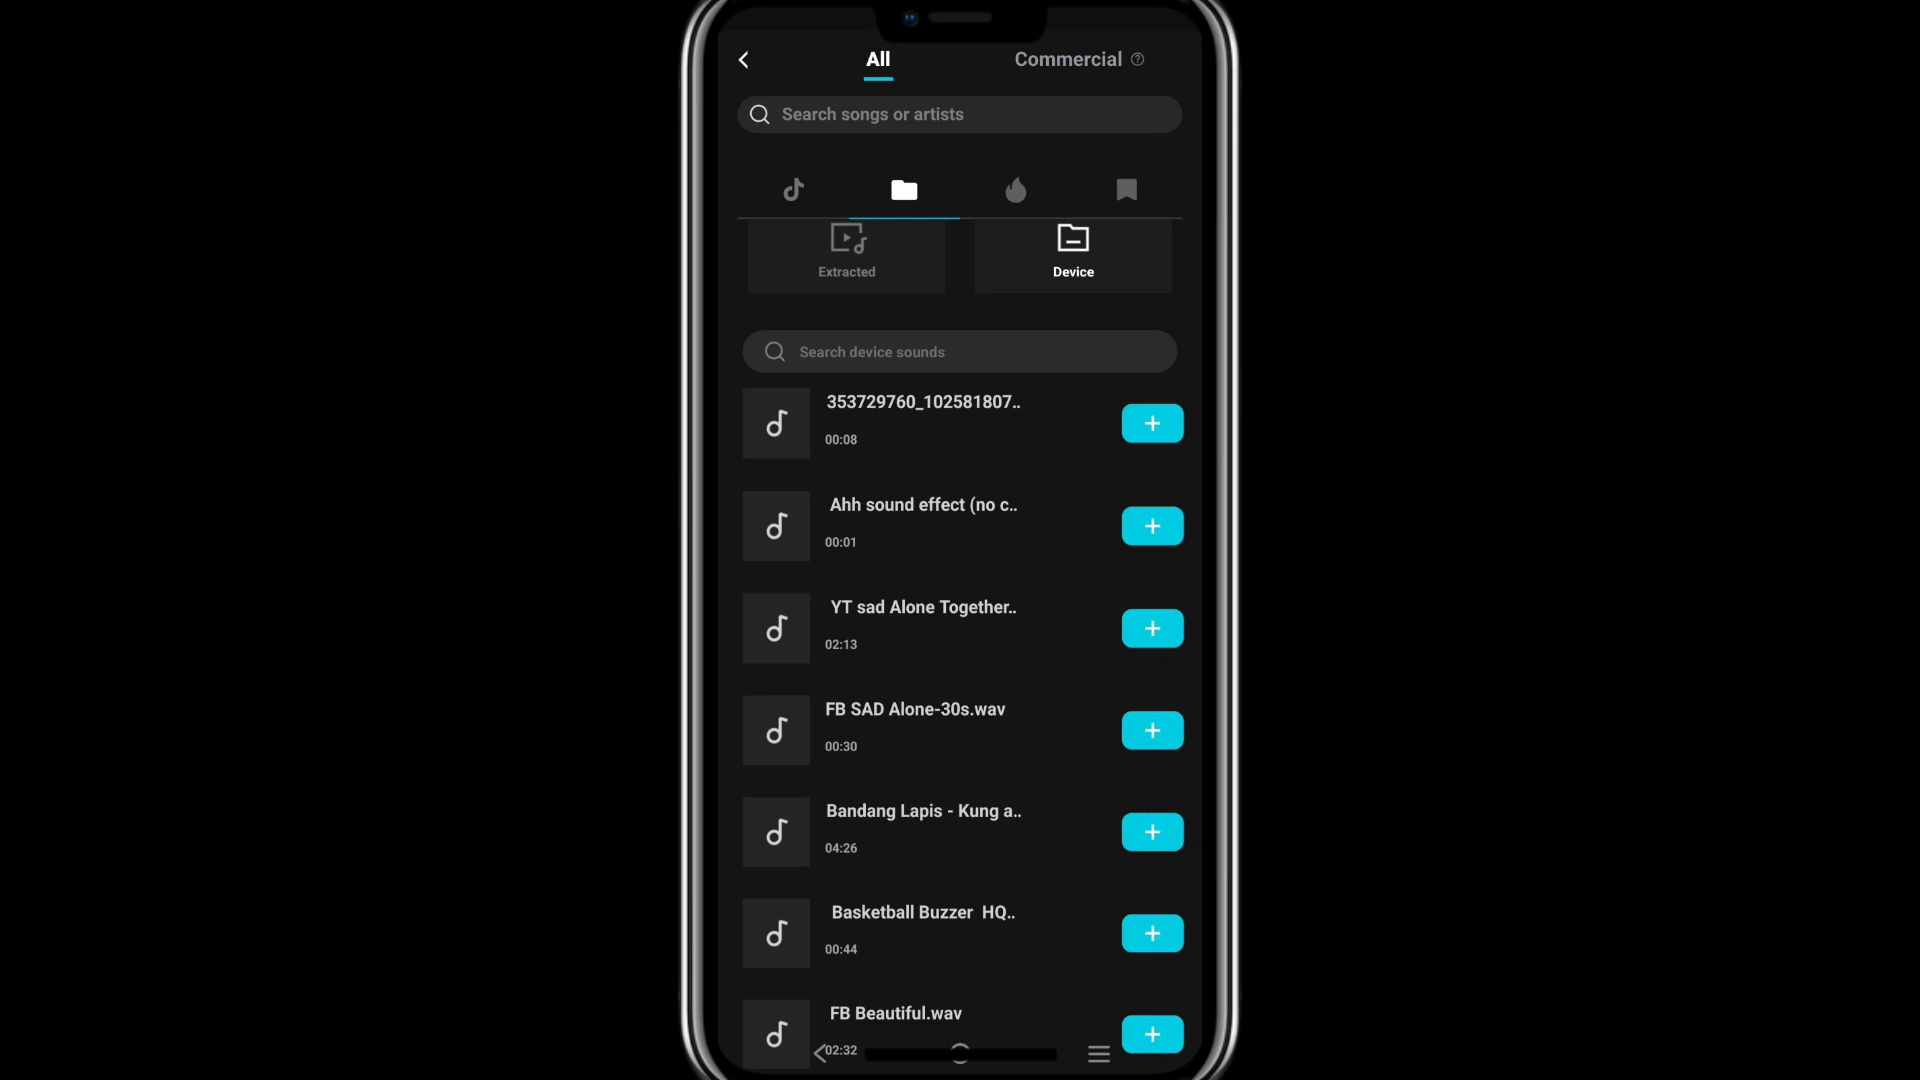 All
Commercial
Search songs or artists
Extracted
Device
Search device sounds
353729760_102581807..
00:08
Ahh sound effect (no c..
00:01
YT sad Alone Together..
02:13
FB SAD Alone-30s.wav
00:30
Bandang Lapis - Kung a..
04:26
Basketball Buzzer HQ..
00:44
FB Beautiful.wav
02:32